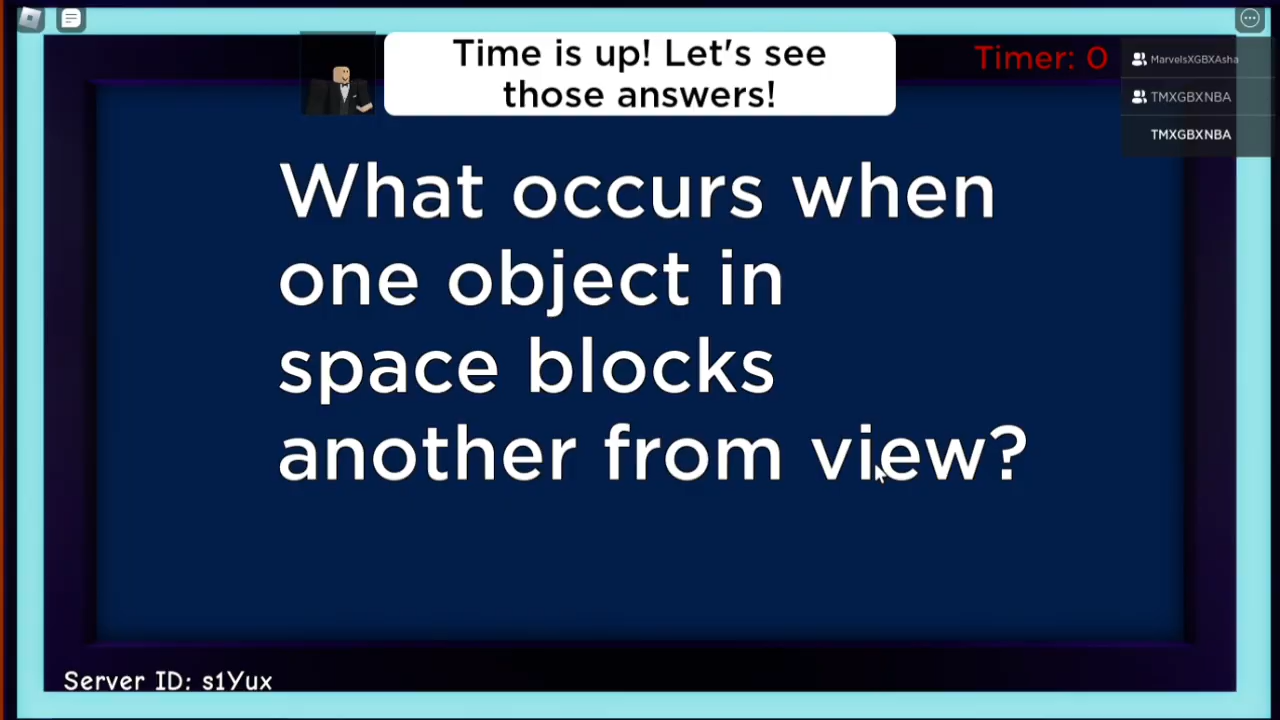 Time is up! Let's see
those answers!
Timer: 0
MarvelsXGBXAsha
TMXGBXNBA
TMXGBXNBA
What occurs when
one object in
space blocks
another from view?
Server ID: s1Yux